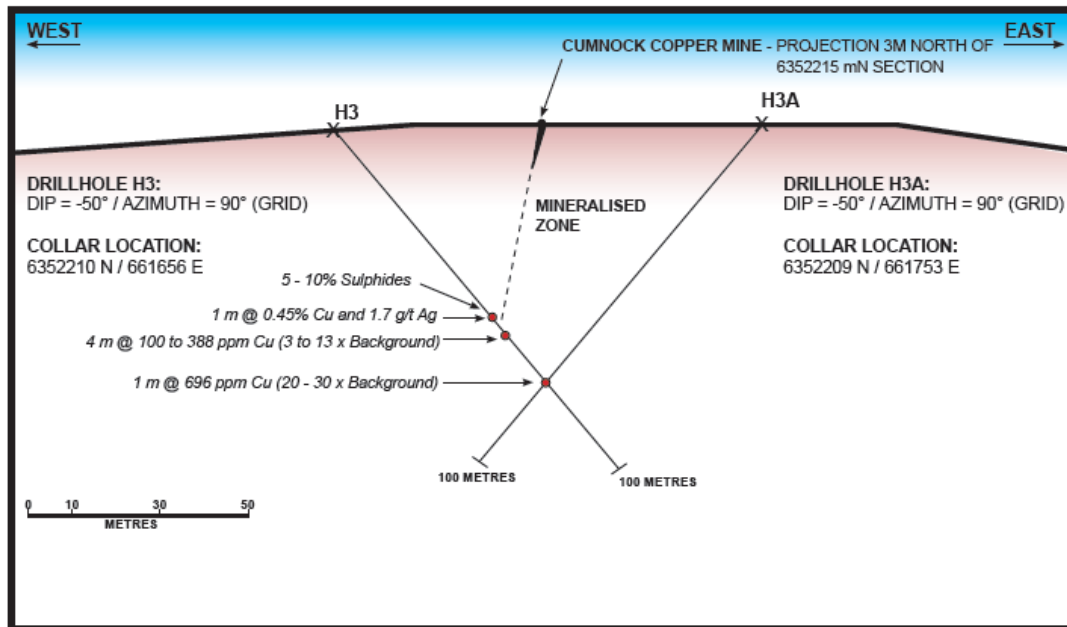 WEST
EAST
CUMNOCK COPPER MINE - PROJECTION 3M NORTH OF
6352215 mN SECTION
H3
H3A
DRILLHOLE H3:
DIP = -50° / AZIMUTH = 90° (GRID)
COLLAR LOCATION:
6352210 N / 661656 E
MINERALISED
ZONE
DRILLHOLE H3A:
DIP = -50° / AZIMUTH = 90° (GRID)
COLLAR LOCATION:
6352209 N / 661753 E
5 - 10% Sulphides
1 m @ 0.45% Cu and 1.7 g/t Ag
4 m @ 100 to 388 ppm Cu (3 to 13 x Background)
1 m @ 696 ppm Cu (20 - 30 x Background)
100 METRES
100 METRES
0 10 30 50
METRES